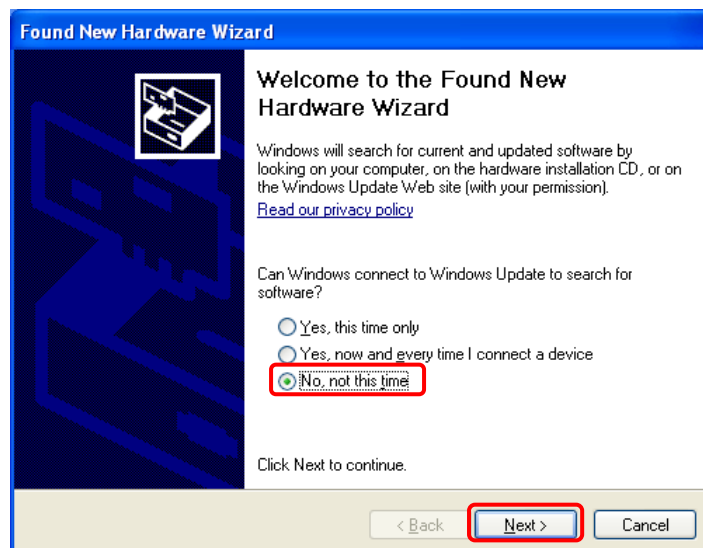 Found New Hardware Wizard
Welcome to the Found New
Hardware Wizard
Windows will search for current and updated software by
looking on your computer, on the hardware installation CD, or on
the Windows Update Web site (with your permission).
Read our privacy policy
Can Windows connect to Windows Update to search for
software?
Yes, this time only
Yes, now and every time I connect a device
No, not this time
Click Next to continue.
< Back
Next >
Cancel